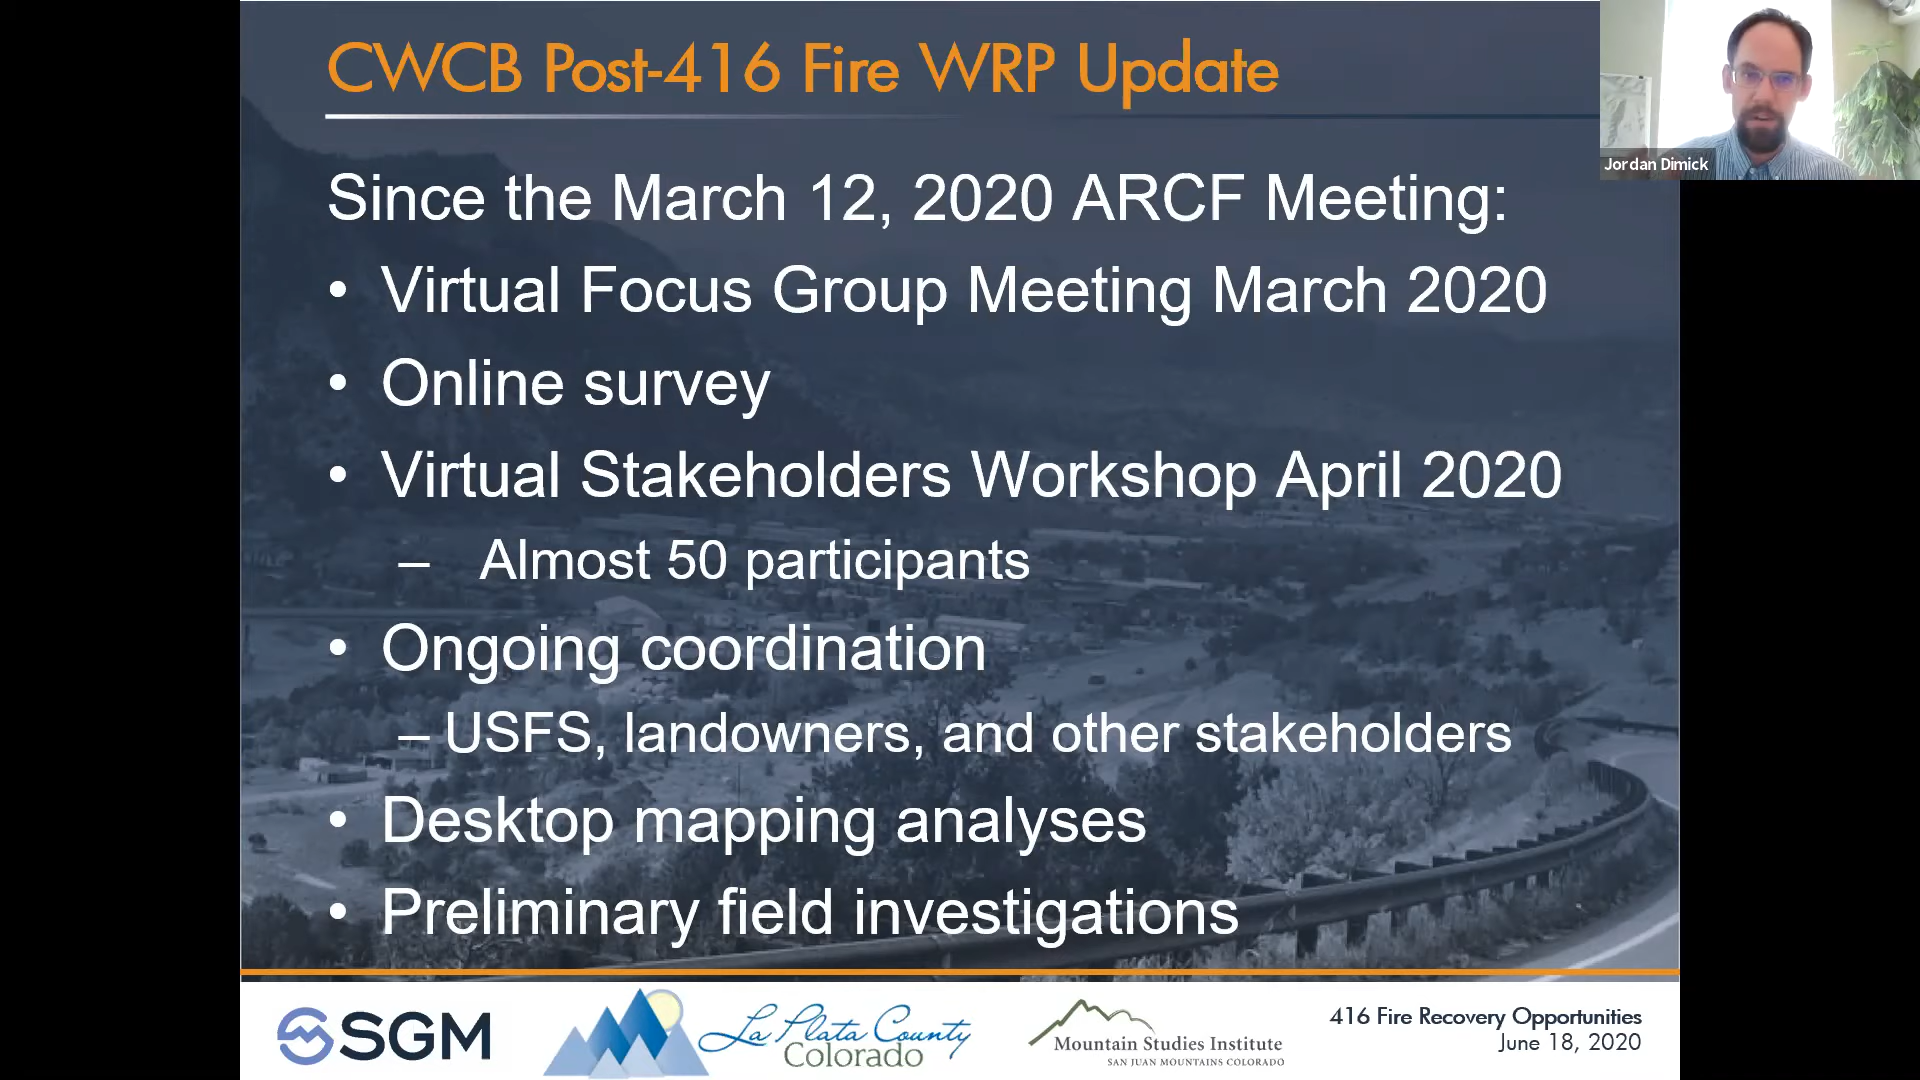 CWCB Post-416 Fire WRP Update
Jordan Dimick
Since the March 12, 2020 ARCF Meeting:
• Virtual Focus Group Meeting March 2020
• Online survey
• Virtual Stakeholders Workshop April 2020
– Almost 50 participants
• Ongoing coordination
– USFS, landowners, and other stakeholders
• Desktop mapping analyses
• Preliminary field investigations
SGM
La Plata County
Colorado
Mountain Studies Institute
SAN JUAN MOUNTAINS COLORADO
416 Fire Recovery Opportunities
June 18, 2020